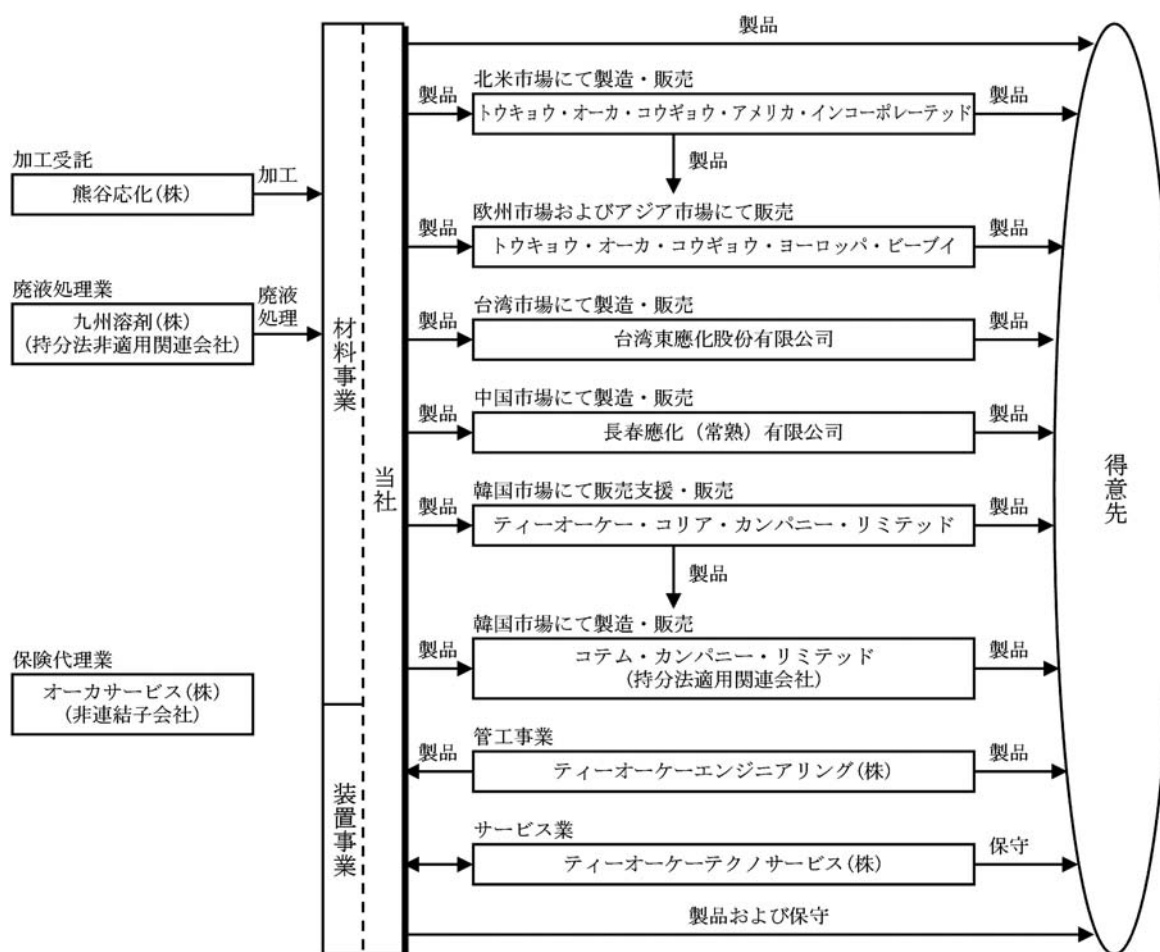 製品
北米市場にて製造・販売
製品
トウキョウ・オーカ・コウギョウ・アメリカ・インコーポレーテッド
製品
製品
加工受託
熊谷応化(株)
加工
欧州市場およびアジア市場にて販売
製品
トウキョウ・オーカ・コウギョウ・ヨーロッパ・ビーブイ
製品
廃液処理業
九州溶剤(株)
(持分法非適用関連会社)
廃液
処理
材料事業
当社
台湾市場にて製造・販売
製品
台湾東應化股份有限公司
製品
中国市場にて製造・販売
製品
長春應化(常熟)有限公司
製品
韓国市場にて販売支援・販売
製品
ティーオーケー・コリア・カンパニー・リミテッド
製品
製品
得意先
韓国市場にて製造・販売
製品
コテム・カンパニー・リミテッド
(持分法適用関連会社)
製品
保険代理業
オーカサービス(株)
(非連結子会社)
装置事業
管工事業
製品
ティーオーケーエンジニアリング(株)
製品
サービス業
ティーオーケーテクノサービス(株)
保守
製品および保守